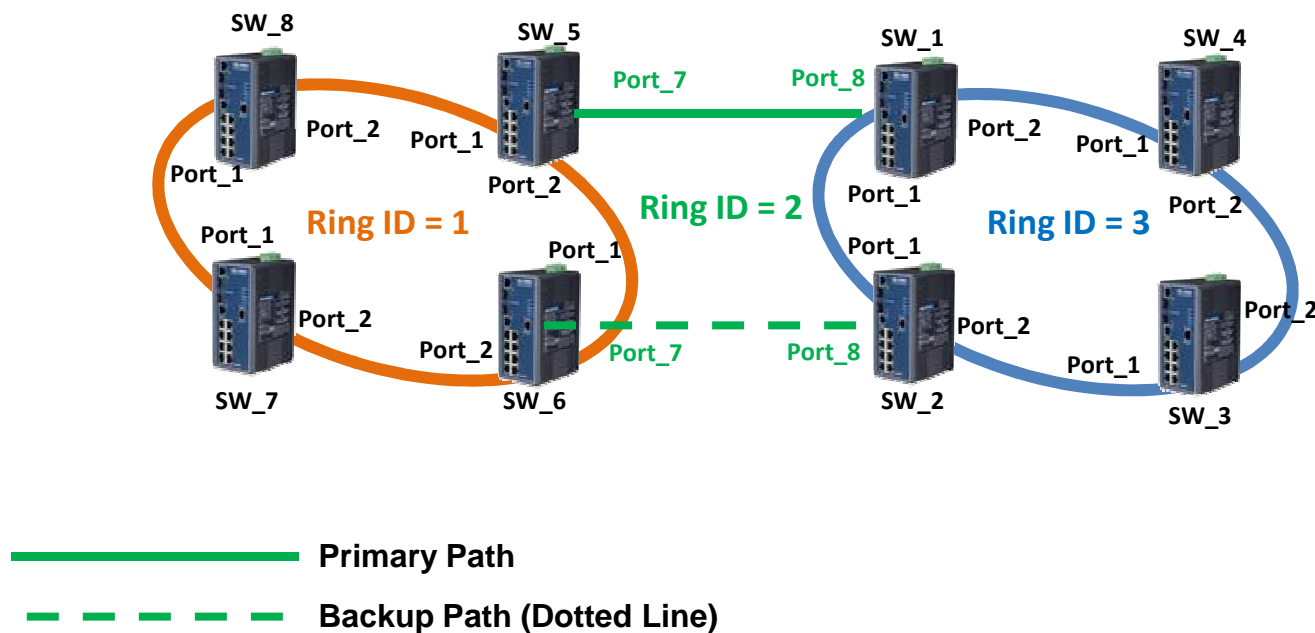 SW_8
SW_5
SW_1
SW_4
Port_7
Port_8
Port_2
Port_1
Port_2
Port_1
Port_1
Port_2
Port_1
Port_2
Ring ID = 1
Ring ID = 2
Ring ID = 3
Port_1
Port_1
Port_1
Port_2
Port_2
Port_2
Port_2
Port_7
Port_8
Port_1
SW_7
SW_6
SW_2
SW_3
Primary Path
Backup Path (Dotted Line)